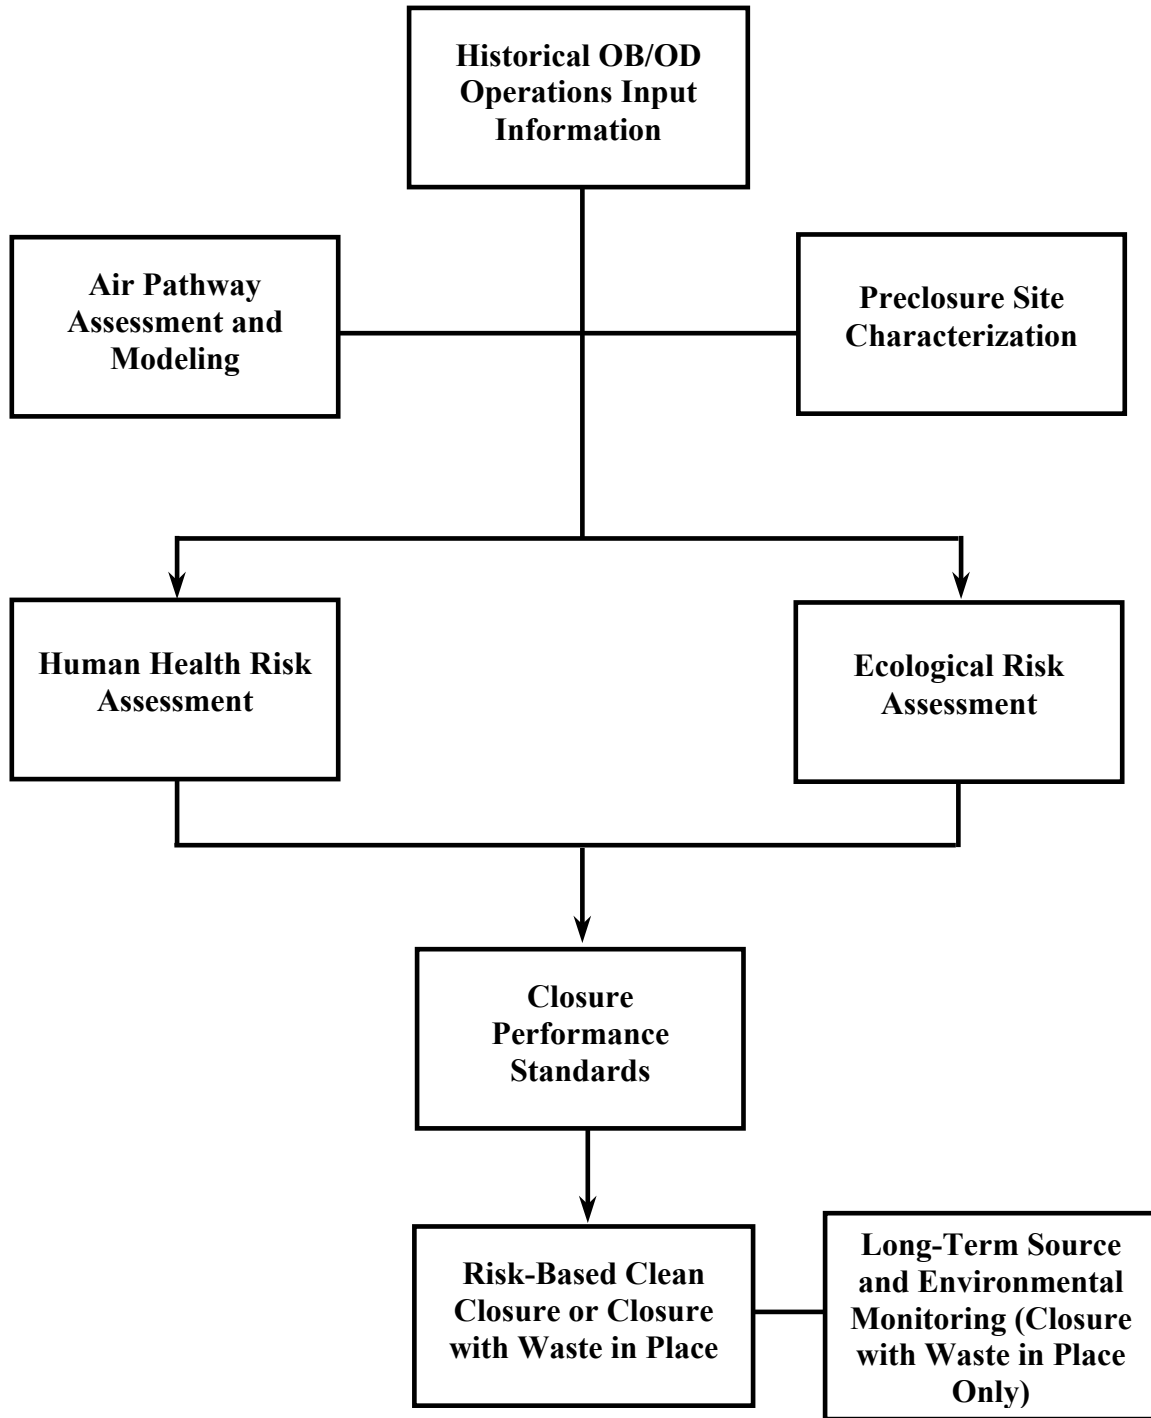 Historical OB/OD
Operations Input
Information
Air Pathway
Assessment and
Modeling
Preclosure Site
Characterization
Human Health Risk
Assessment
Ecological Risk
Assessment
Closure
Performance
Standards
Risk-Based Clean
Closure or Closure
with Waste in Place
Long-Term Source
and Environmental
Monitoring (Closure
with Waste in Place
Only)